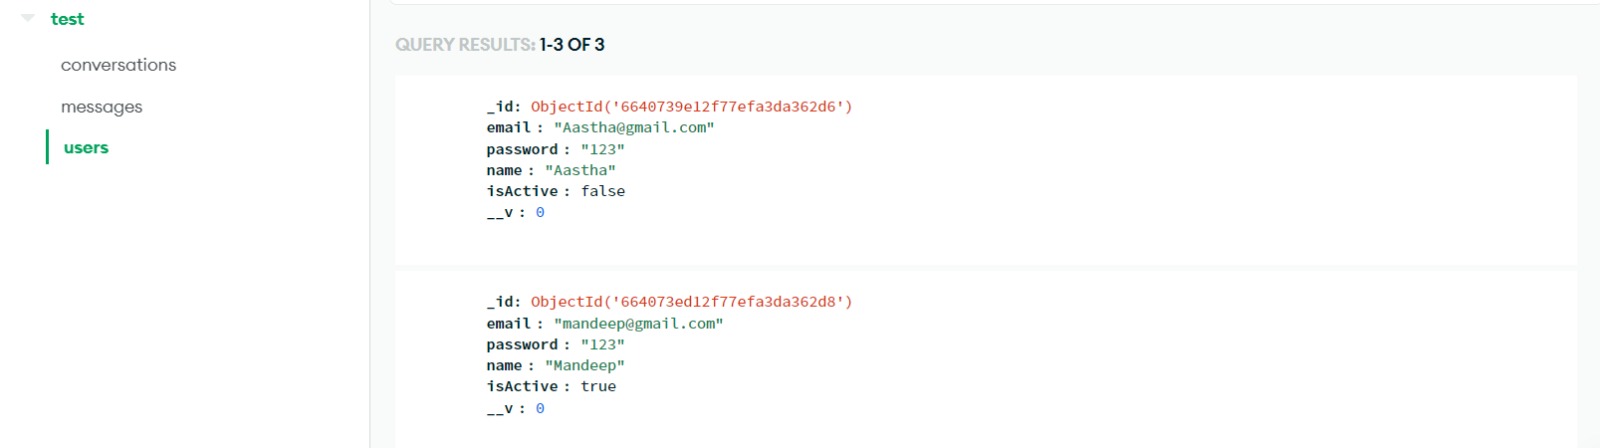 test
conversations
messages
users
QUERY RESULTS: 1-3 OF 3
_id: ObjectId('6640739e12f77efa3da362d6')
email : "Aastha@gmail.com"
password : "123"
name : "Aastha"
isActive : false
__v : 0
_id: ObjectId('664073ed12f77efa3da362d8')
email : "mandeep@gmail.com"
password : "123"
name : "Mandeep"
isActive : true
__v : 0